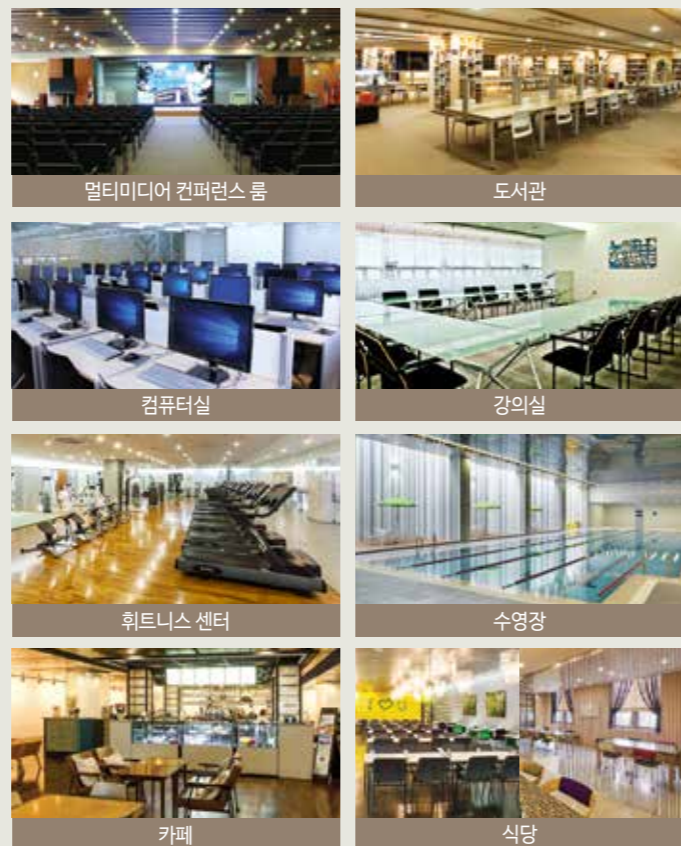 멀티미디어 컨퍼런스 룸
도서관
컴퓨터실
강의실
휘트니스 센터
수영장
카페
식당